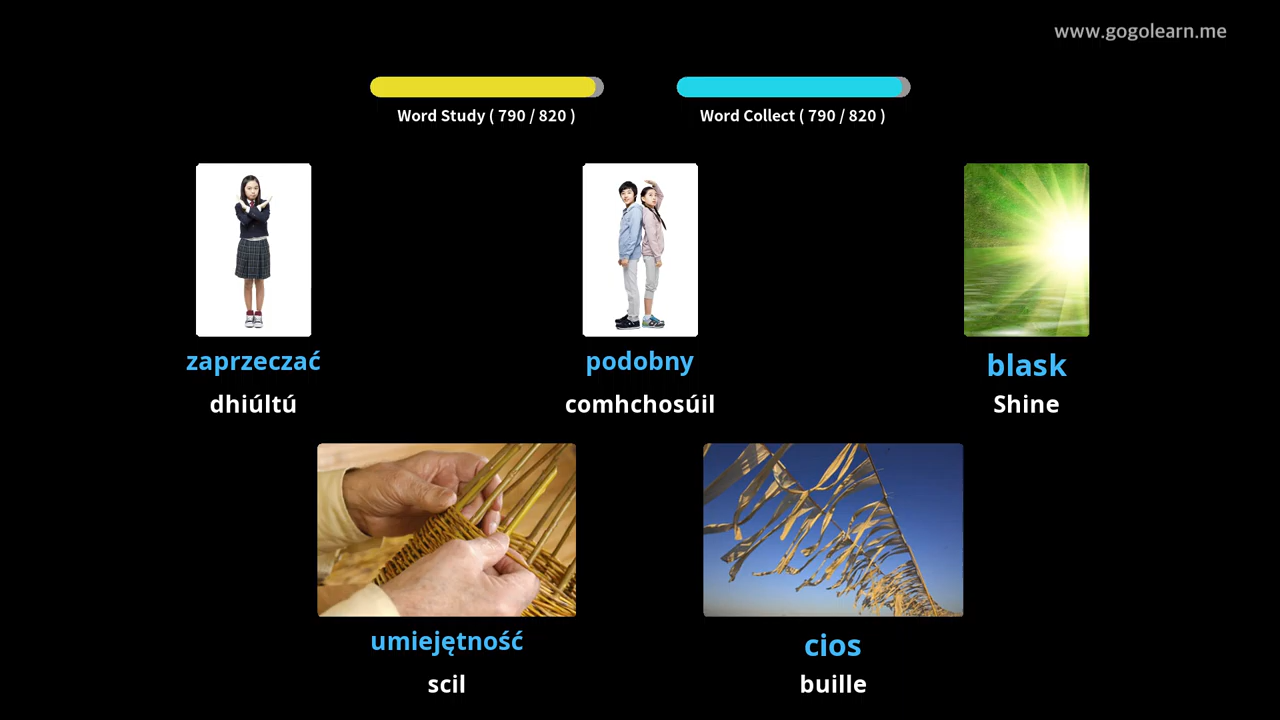 www.gogolearn.me
Word Study ( 790 / 820 )
Word Collect ( 790 / 820 )
zaprzeczać
dhiúltú
podobny
comhchosúil
blask
Shine
umiejętność
scil
cios
buille